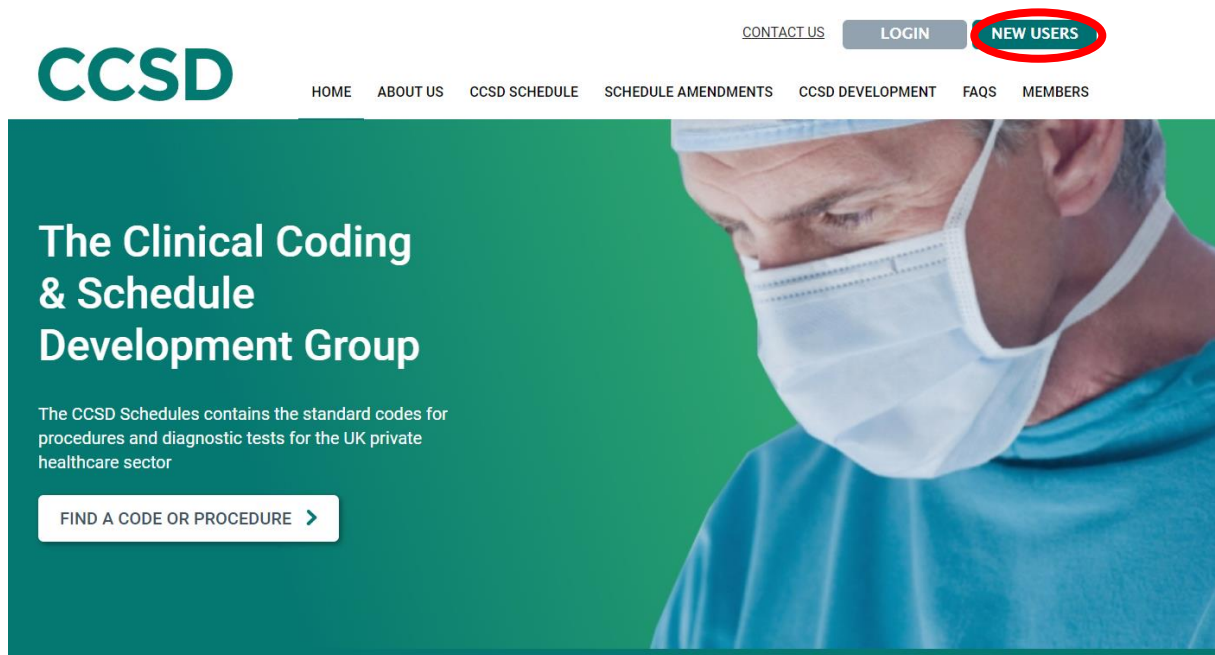 CONTACT US LOGIN NEW USERS
CCSD
HOME ABOUT US CCSD SCHEDULE SCHEDULE AMENDMENTS CCSD DEVELOPMENT FAQS MEMBERS
The Clinical Coding
& Schedule
Development Group
The CCSD Schedules contains the standard codes for
procedures and diagnostic tests for the UK private
healthcare sector
FIND A CODE OR PROCEDURE